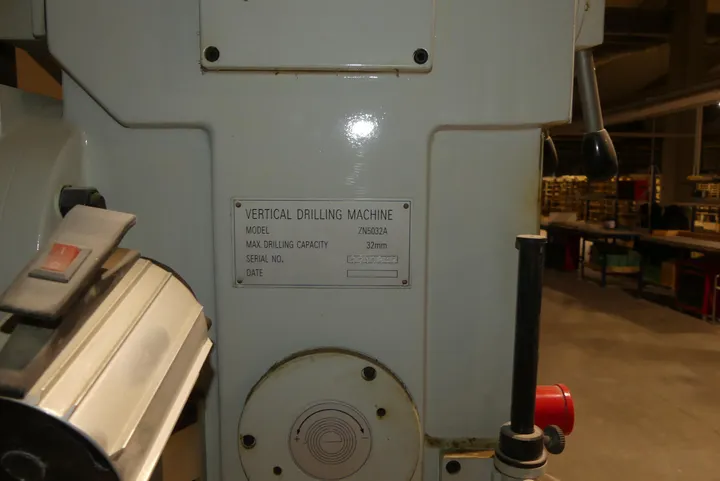 VERTICAL DRILLING MACHINE
MODEL ZN5032A
MAX. DRILLING CAPACITY 32mm
SERIAL NO.
DATE